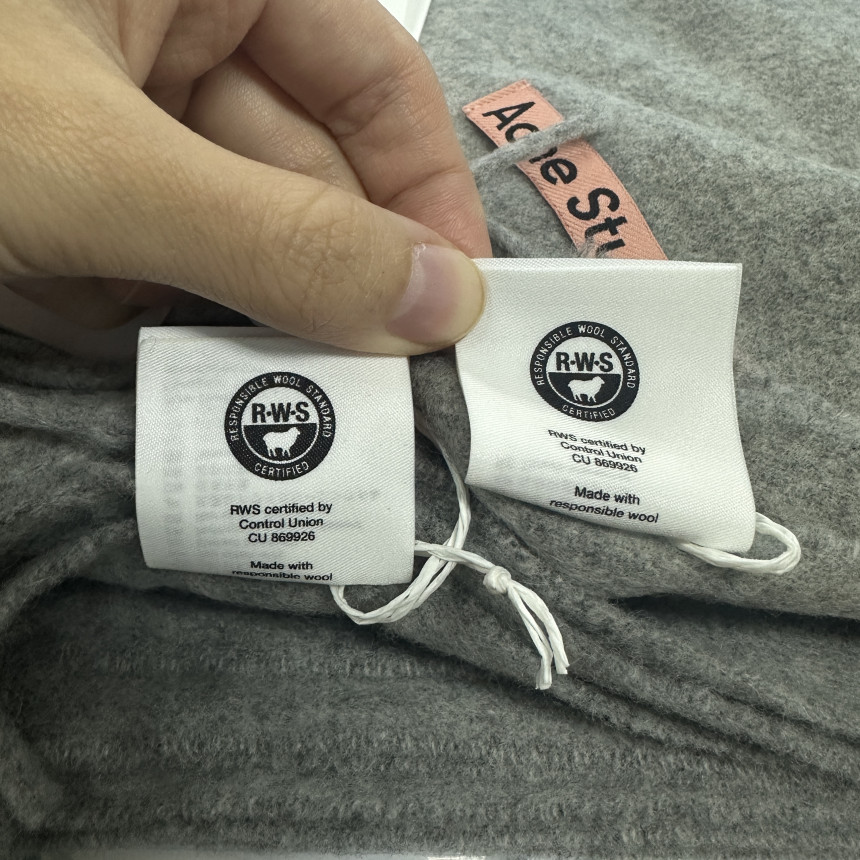 Acne Stu
RESPONSIBLE WOOL STANDARD
R·W·S
CERTIFIED
RWS certified by
Control Union
CU 869926
Made with
responsible wool
RESPONSIBLE WOOL STANDARD
R·W·S
CERTIFIED
RWS certified by
Control Union
CU 869926
Made with
responsible wool